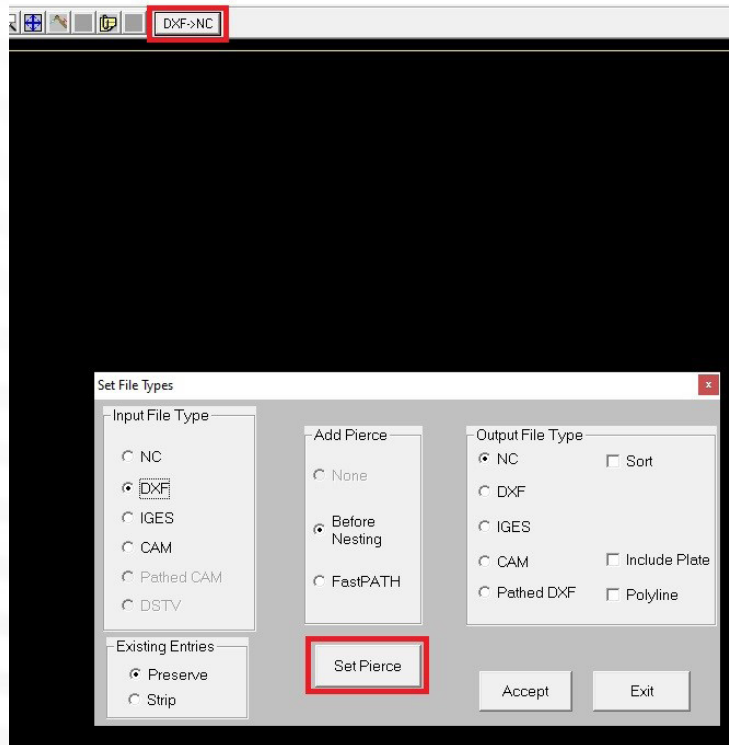 DXF->NC
Set File Types
x
Input File Type
NC
DXF
IGES
CAM
Pathed CAM
DSTV
Existing Entries
Preserve
Strip
Add Pierce
None
Before
Nesting
FastPATH
Set Pierce
Output File Type
NC
DXF
IGES
CAM
Pathed DXF
Sort
Include Plate
Polyline
Accept
Exit